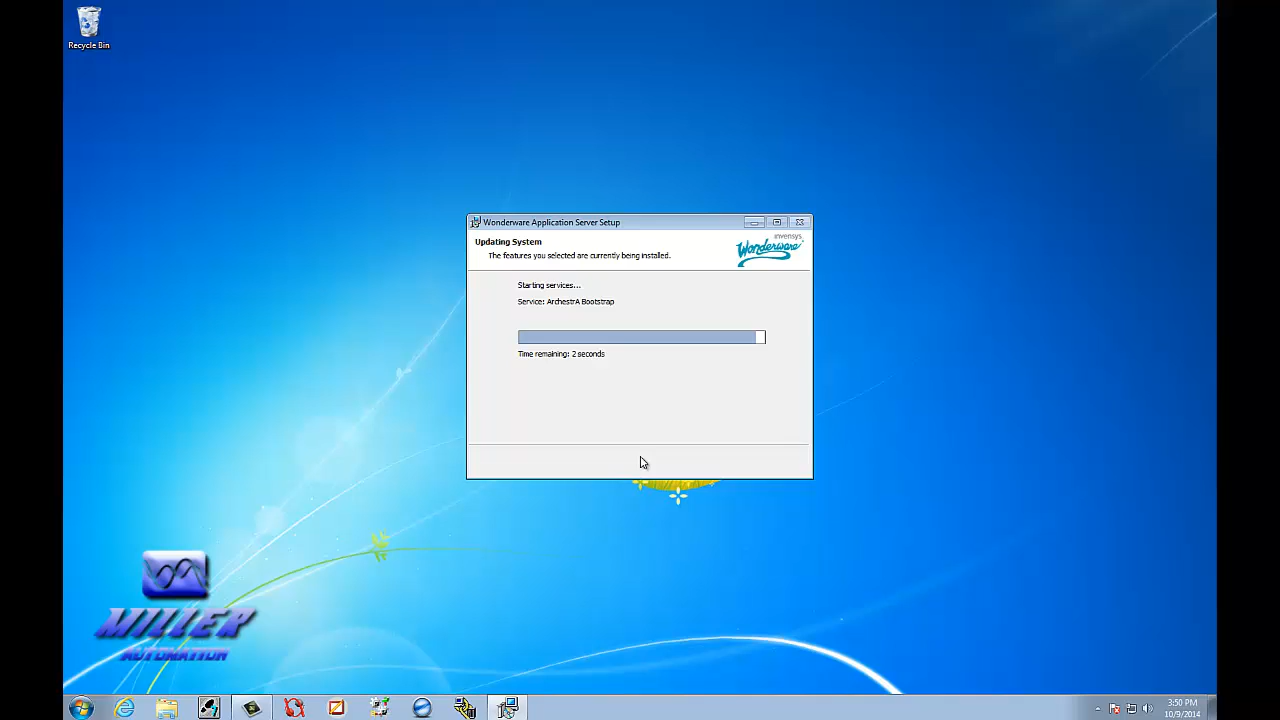 Recycle Bin
Wonderware Application Server Setup
Updating System
The features you selected are currently being installed.
invensys
Wonderware
Starting services...
Service: ArchestrA Bootstrap
Time remaining: 2 seconds
MILLER
AUTOMATION
3:50 PM
10/9/2014